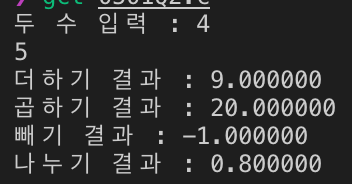 두 수 입력 : 4
5
더하기 결과 : 9.000000
곱하기 결과 : 20.000000
빼기 결과 : -1.000000
나누기 결과 : 0.800000